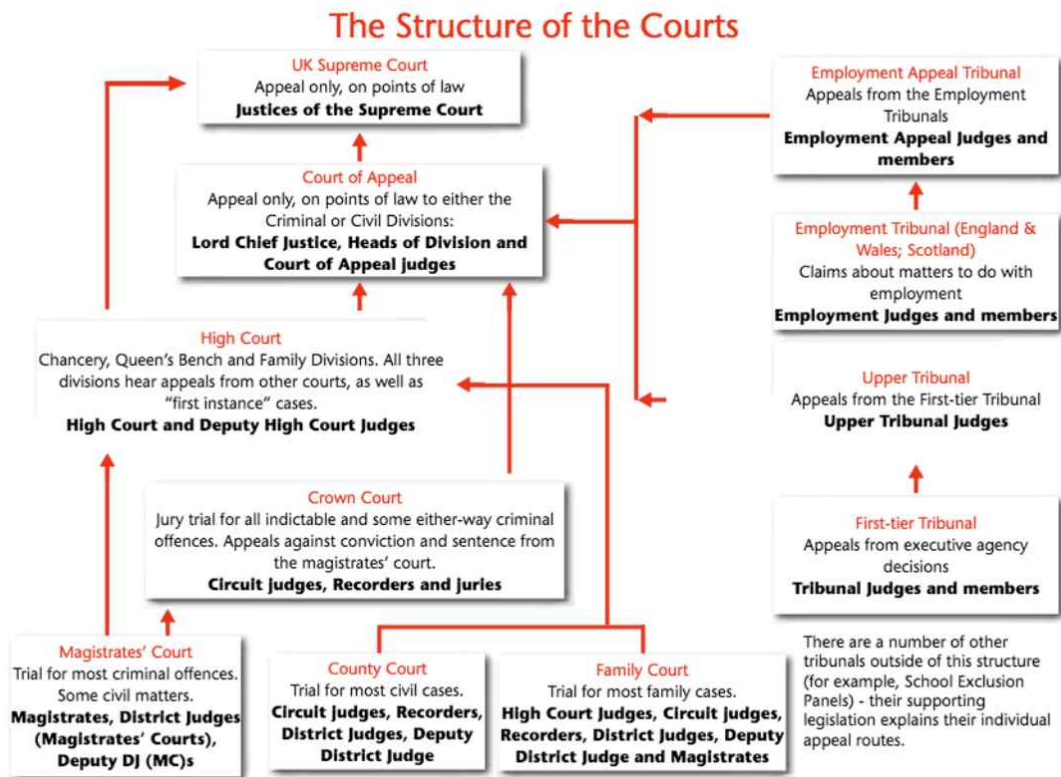 The Structure of the Courts
UK Supreme Court
Appeal only, on points of law
Justices of the Supreme Court
Employment Appeal Tribunal
Appeals from the Employment
Tribunals
Employment Appeal Judges and
members
Court of Appeal
Appeal only, on points of law to either the
Criminal or Civil Divisions:
Lord Chief Justice, Heads of Division and
Court of Appeal judges
Employment Tribunal (England &
Wales; Scotland)
Claims about matters to do with
employment
Employment Judges and members
High Court
Chancery, Queen's Bench and Family Divisions. All three
divisions hear appeals from other courts, as well as
"first instance" cases.
High Court and Deputy High Court Judges
Upper Tribunal
Appeals from the First-tier Tribunal
Upper Tribunal Judges
Crown Court
Jury trial for all indictable and some either-way criminal
offences. Appeals against conviction and sentence from
the magistrates' court.
Circuit judges, Recorders and juries
First-tier Tribunal
Appeals from executive agency
decisions
Tribunal Judges and members
Magistrates' Court
Trial for most criminal offences.
Some civil matters.
Magistrates, District Judges
(Magistrates' Courts),
Deputy DJ (MC)s
County Court
Trial for most civil cases.
Circuit judges, Recorders,
District Judges, Deputy
District Judge
Family Court
Trial for most family cases.
High Court Judges, Circuit judges,
Recorders, District Judges, Deputy
District Judge and Magistrates
There are a number of other
tribunals outside of this structure
(for example, School Exclusion
Panels) - their supporting
legislation explains their individual
appeal routes.